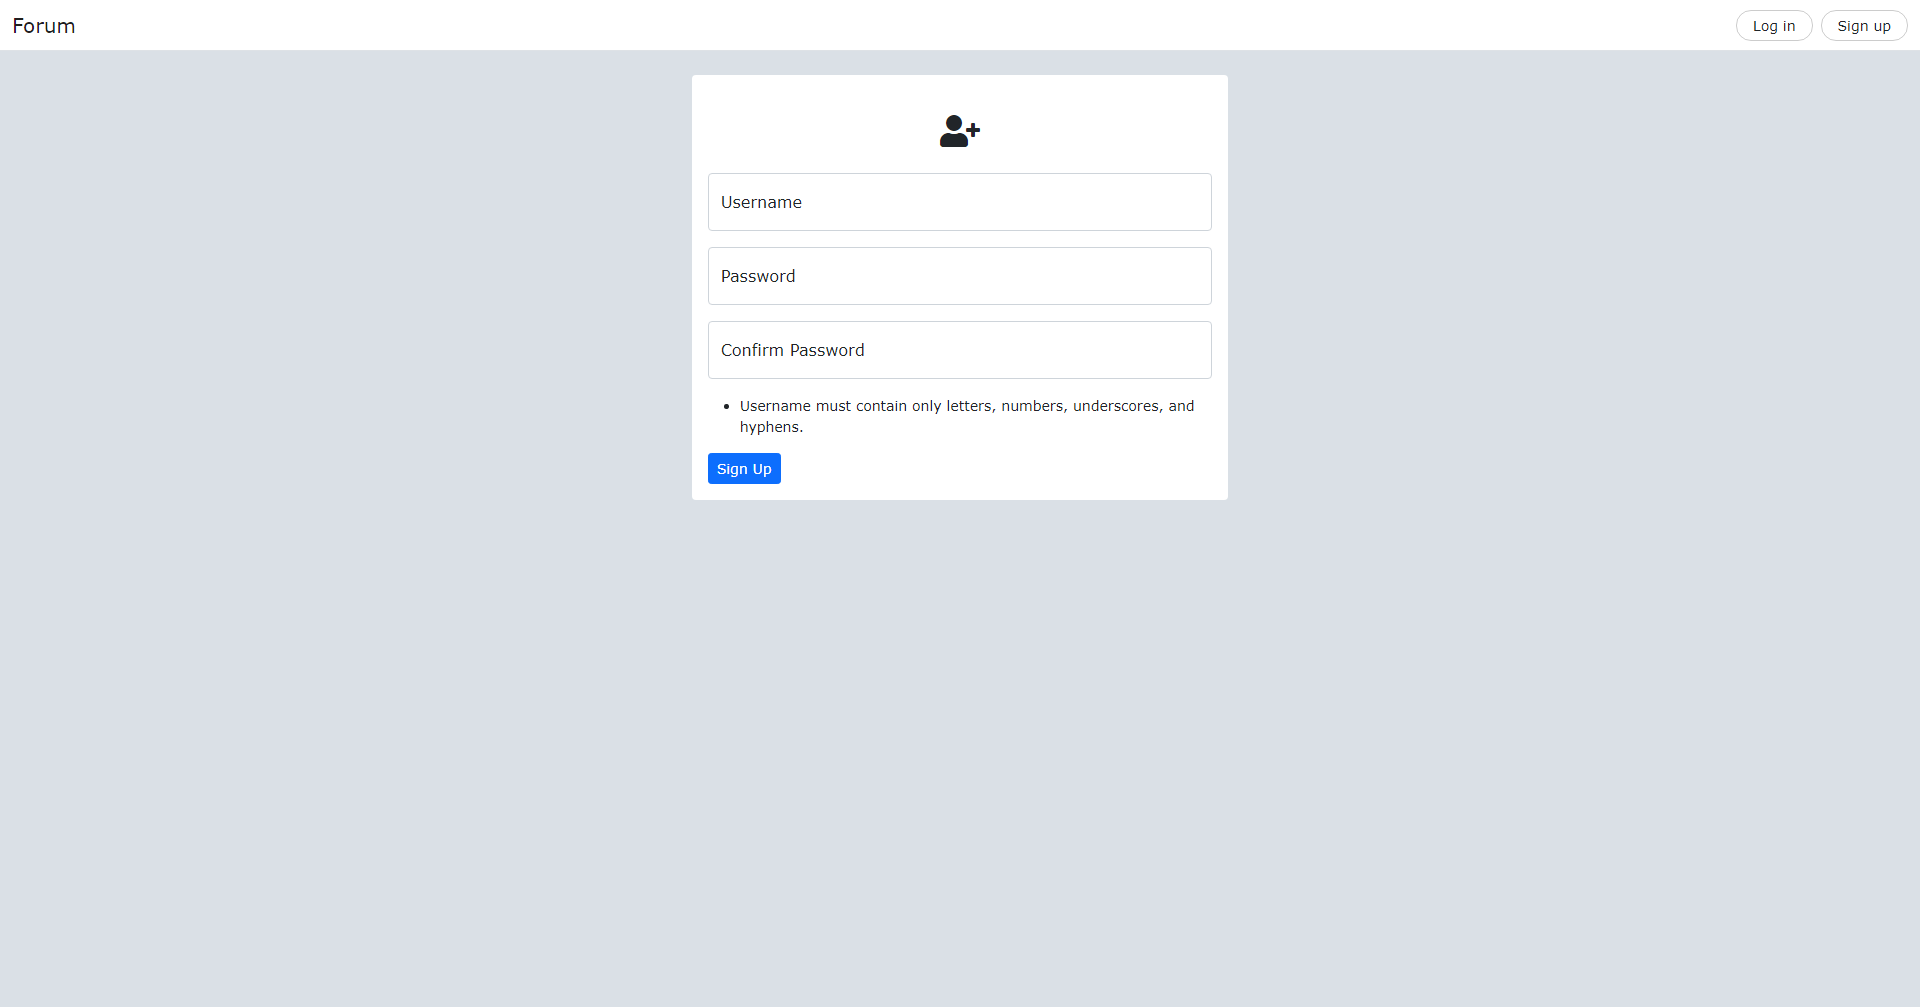 Forum
Log in
Sign up
Username
Password
Confirm Password
Username must contain only letters, numbers, underscores, and
hyphens.
Sign Up